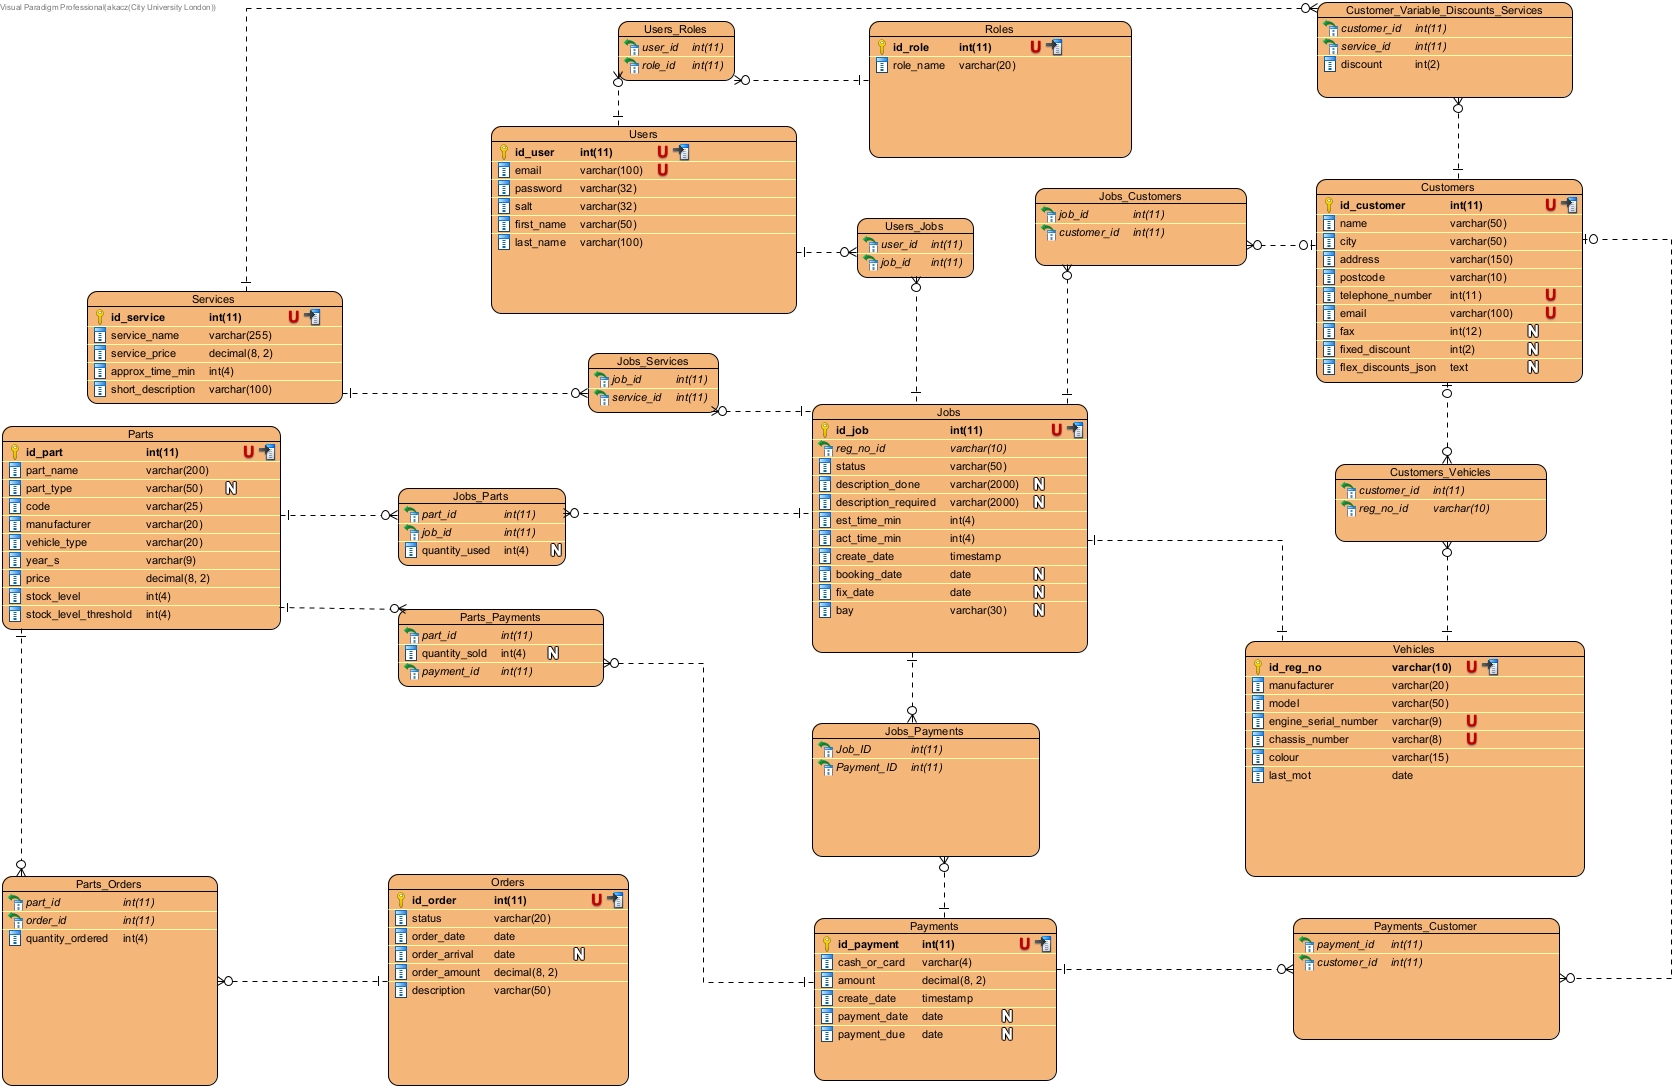 Visual Paradigm Professional(akacz(City University London))
Users_Roles
user_id int(11)
role_id int(11)
Roles
id_role int(11) U
role_name varchar(20)
Customer_Variable_Discounts_Services
customer_id int(11)
service_id int(11)
discount int(2)
Users
id_user int(11) U
email varchar(100) U
password varchar(32)
salt varchar(32)
first_name varchar(50)
last_name varchar(100)
Users_Jobs
user_id int(11)
job_id int(11)
Jobs_Customers
job_id int(11)
customer_id int(11)
Customers
id_customer int(11) U
name varchar(50)
city varchar(50)
address varchar(150)
postcode varchar(10)
telephone_number int(11) U
email varchar(100) U
fax int(12) N
fixed_discount int(2) N
flex_discounts_json text N
Services
id_service int(11) U
service_name varchar(255)
service_price decimal(8, 2)
approx_time_min int(4)
short_description varchar(100)
Jobs_Services
job_id int(11)
service_id int(11)
Parts
id_part int(11) U
part_name varchar(200)
part_type varchar(50) N
code varchar(25)
manufacturer varchar(20)
vehicle_type varchar(20)
year_s varchar(9)
price decimal(8, 2)
stock_level int(4)
stock_level_threshold int(4)
Jobs_Parts
part_id int(11)
job_id int(11)
quantity_used int(4) N
Jobs
id_job int(11) U
reg_no_id varchar(10)
status varchar(50)
description_done varchar(2000) N
description_required varchar(2000) N
est_time_min int(4)
act_time_min int(4)
create_date timestamp
booking_date date N
fix_date date N
bay varchar(30) N
Customers_Vehicles
customer_id int(11)
reg_no_id varchar(10)
Parts_Payments
part_id int(11)
quantity_sold int(4) N
payment_id int(11)
Vehicles
id_reg_no varchar(10) U
manufacturer varchar(20)
model varchar(50)
engine_serial_number varchar(9) U
chassis_number varchar(8) U
colour varchar(15)
last_mot date
Jobs_Payments
Job_ID int(11)
Payment_ID int(11)
Parts_Orders
part_id int(11)
order_id int(11)
quantity_ordered int(4)
Orders
id_order int(11) U
status varchar(20)
order_date date
order_arrival date N
order_amount decimal(8, 2)
description varchar(50)
Payments
id_payment int(11) U
cash_or_card varchar(4)
amount decimal(8, 2)
create_date timestamp
payment_date date N
payment_due date N
Payments_Customer
payment_id int(11)
customer_id int(11)